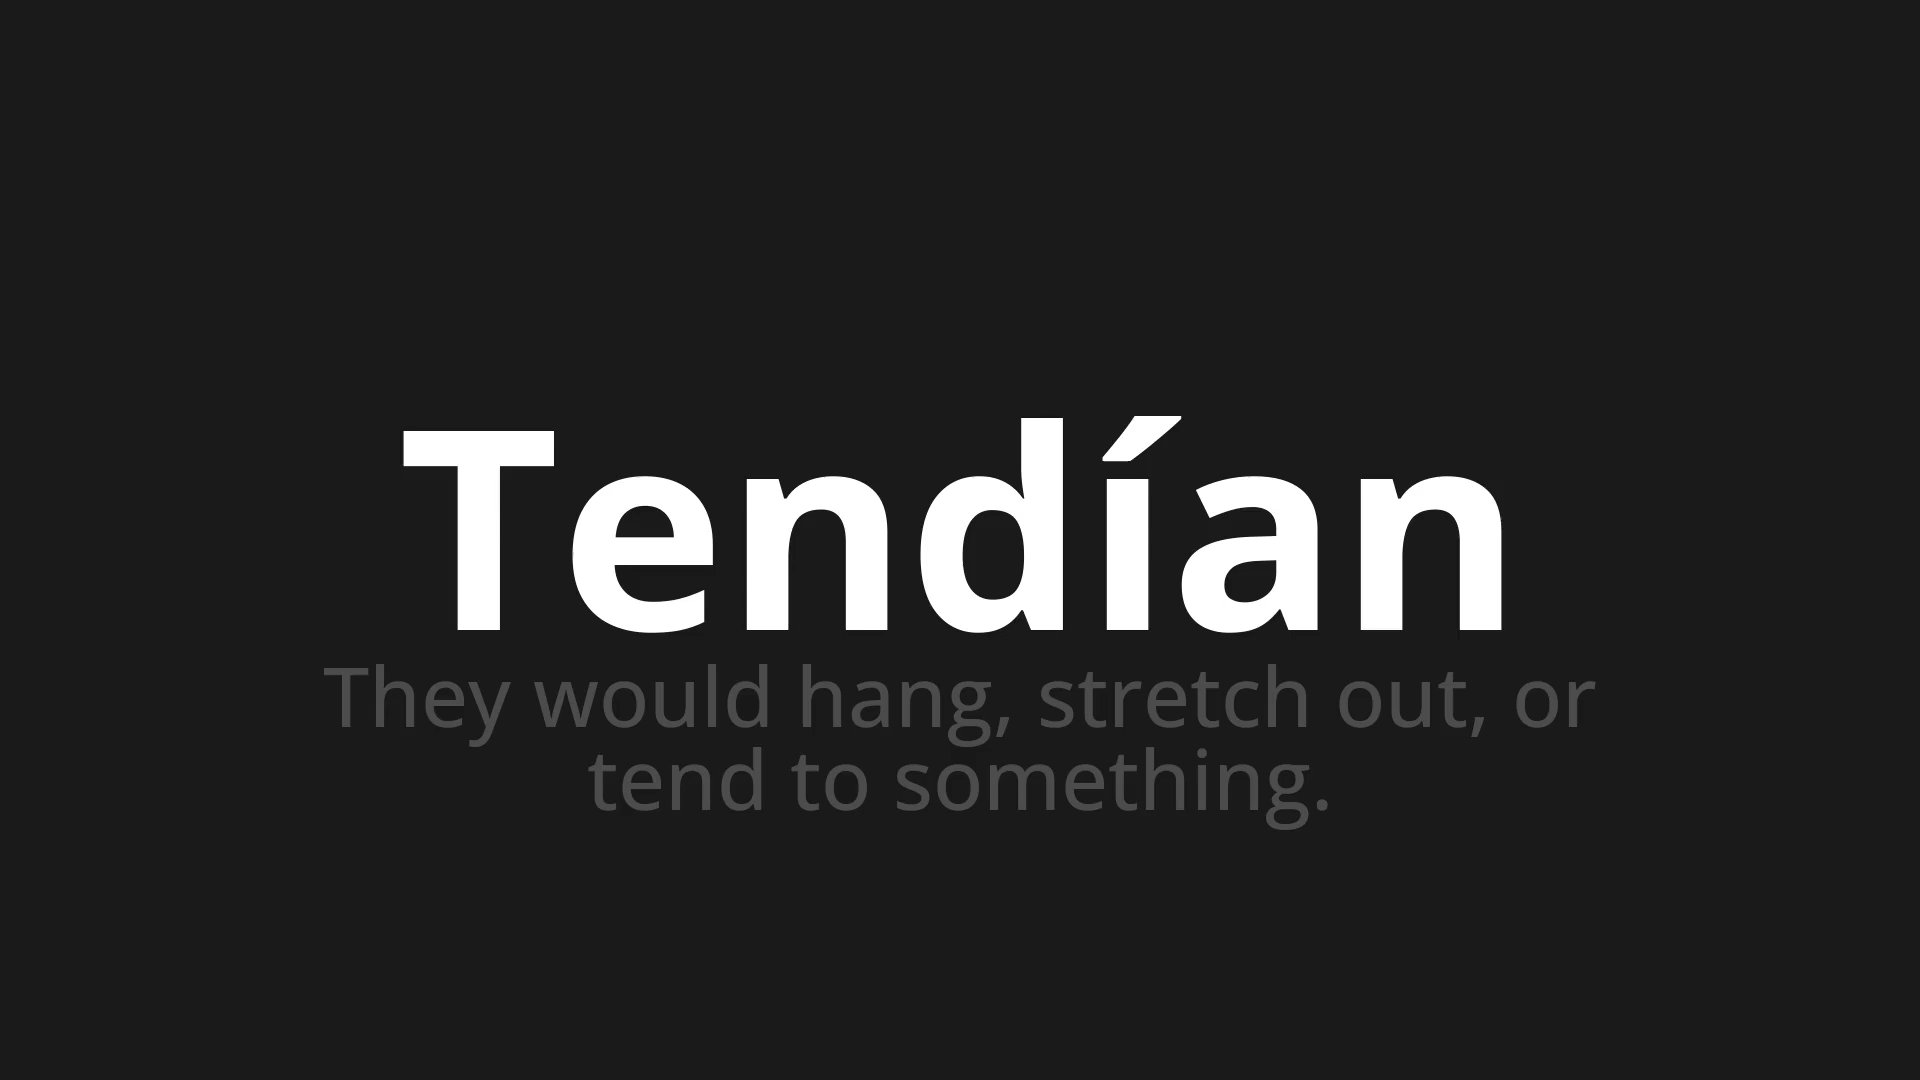 Tendían
They would hang, stretch out, or
tend to something.